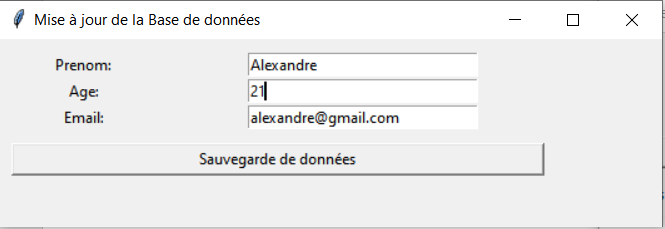 Mise à jour de la Base de données
Prenom: Alexandre
Age: 21
Email: alexandre@gmail.com
Sauvegarde de données